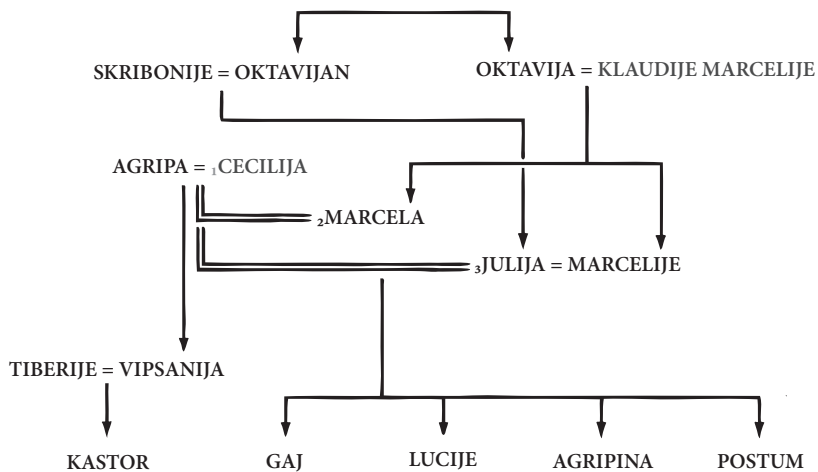 SKRIBONIJE = OKTAVIJAN
OKTAVIJA = KLAUDIJE MARCELIJE
AGRIPA = ₁CECILIJA
₂MARCELA
₃JULIJA = MARCELIJE
TIBERIJE = VIPSANIJA
KASTOR
GAJ
LUCIJE
AGRIPINA
POSTUM